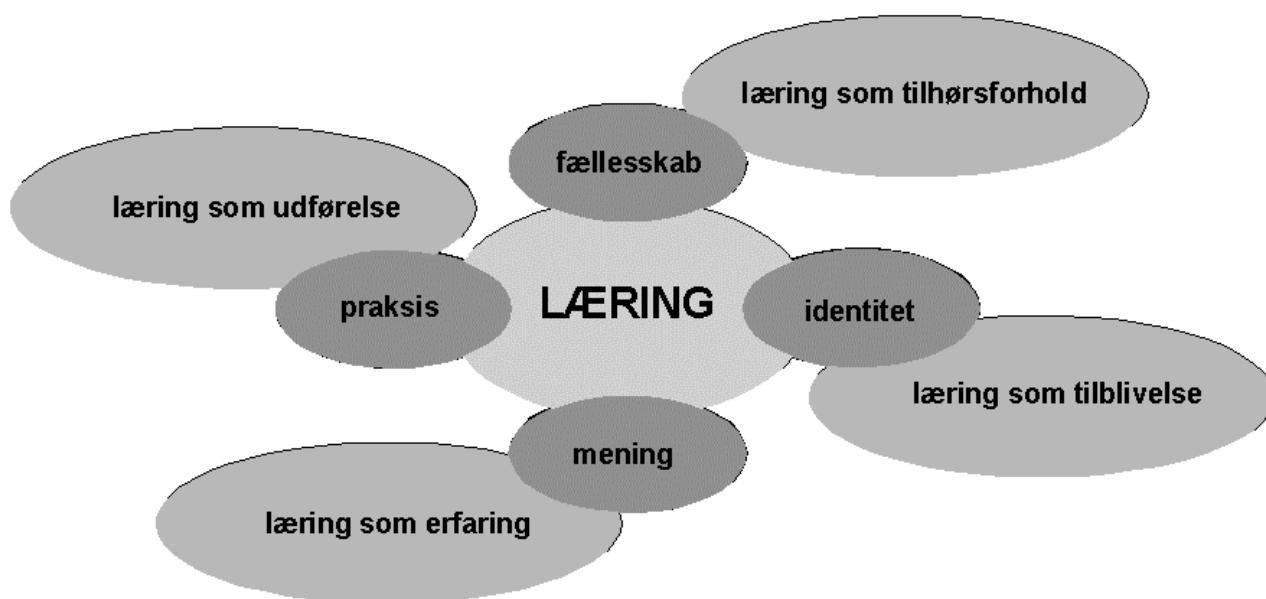 læring som tilhørsforhold
fællesskab
læring som udførelse
praksis
LÆRING
identitet
læring som tilblivelse
mening
læring som erfaring